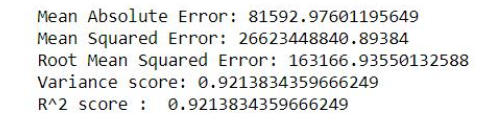 Mean Absolute Error: 81592.97601195649
Mean Squared Error: 26623448840.89384
Root Mean Squared Error: 163166.93550132588
Variance score: 0.9213834359666249
R^2 score :  0.9213834359666249